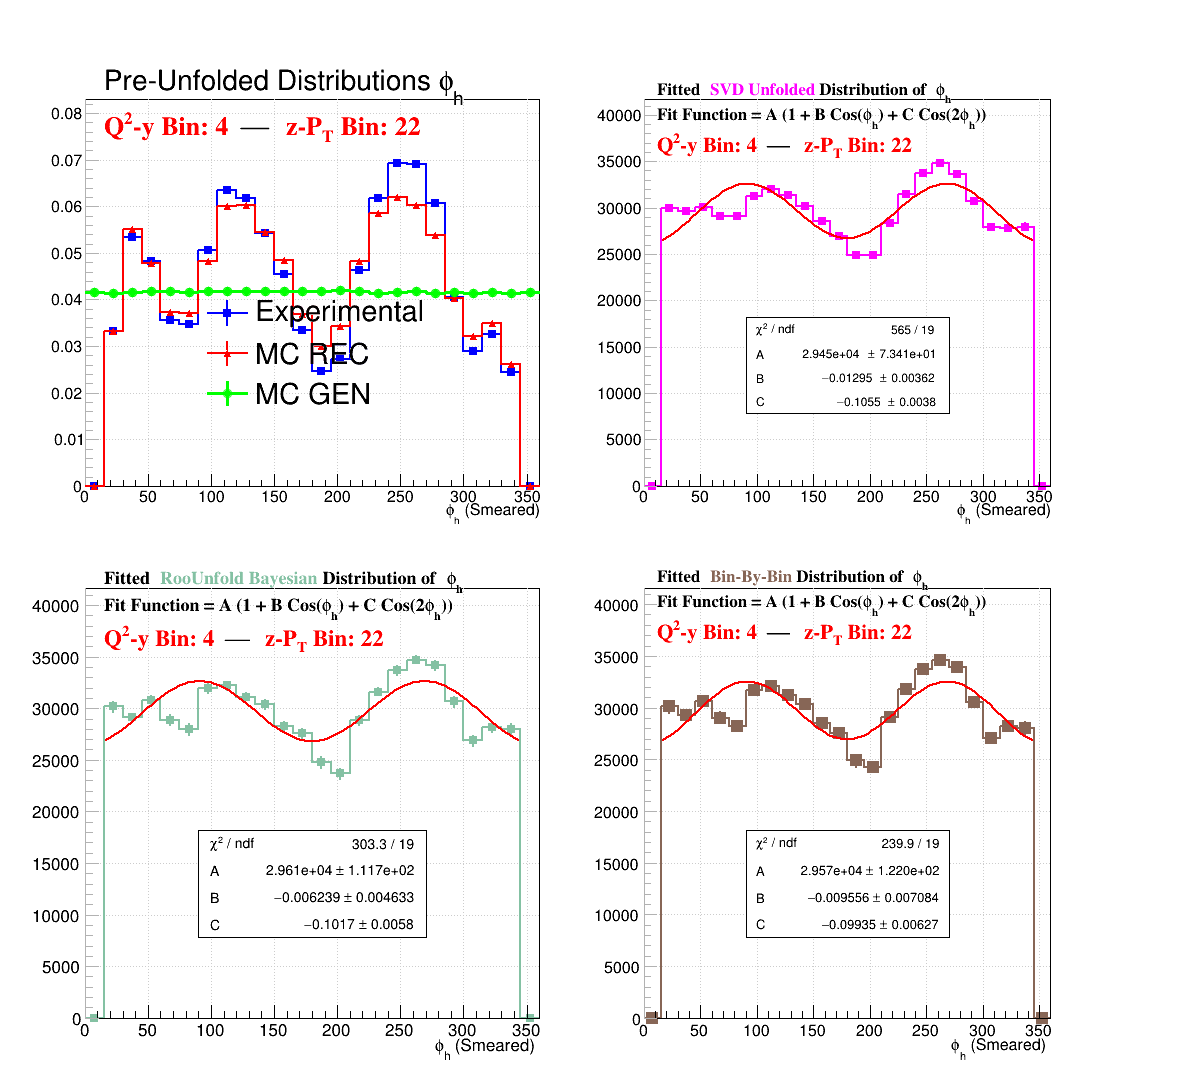 Pre-Unfolded Distributions ϕh
Q²-y Bin: 4 — z-PT Bin: 22
0.08
0.07
0.06
0.05
0.04
0.03
0.02
0.01
0
Experimental
MC REC
MC GEN
0 50 100 150 200 250 300 350
ϕh (Smeared)
Fitted SVD Unfolded Distribution of ϕh
Fit Function = A (1 + B Cos(ϕh) + C Cos(2ϕh))
Q²-y Bin: 4 — z-PT Bin: 22
40000
35000
30000
25000
20000
15000
10000
5000
0
χ² / ndf 565 / 19
A 2.945e+04 ± 7.341e+01
B −0.01295 ± 0.00362
C −0.1055 ± 0.0038
0 50 100 150 200 250 300 350
ϕh (Smeared)
Fitted RooUnfold Bayesian Distribution of ϕh
Fit Function = A (1 + B Cos(ϕh) + C Cos(2ϕh))
Q²-y Bin: 4 — z-PT Bin: 22
40000
35000
30000
25000
20000
15000
10000
5000
0
χ² / ndf 303.3 / 19
A 2.961e+04 ± 1.117e+02
B −0.006239 ± 0.004633
C −0.1017 ± 0.0058
0 50 100 150 200 250 300 350
ϕh (Smeared)
Fitted Bin-By-Bin Distribution of ϕh
Fit Function = A (1 + B Cos(ϕh) + C Cos(2ϕh))
Q²-y Bin: 4 — z-PT Bin: 22
40000
35000
30000
25000
20000
15000
10000
5000
0
χ² / ndf 239.9 / 19
A 2.957e+04 ± 1.220e+02
B −0.009556 ± 0.007084
C −0.09935 ± 0.00627
0 50 100 150 200 250 300 350
ϕh (Smeared)